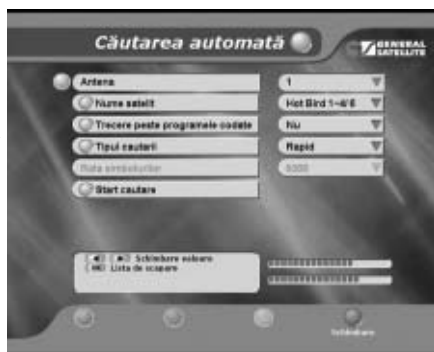 Căutarea automată
GENERAL SATELLITE
Antena 1
Nume satelit Hot Bird 1~4/6
Trecere peste programele codate Nu
Tipul cautarii Rapid
Rata simbolurilor
Start cautare
Schimbare valoare
Lista de scapare
Schimbare